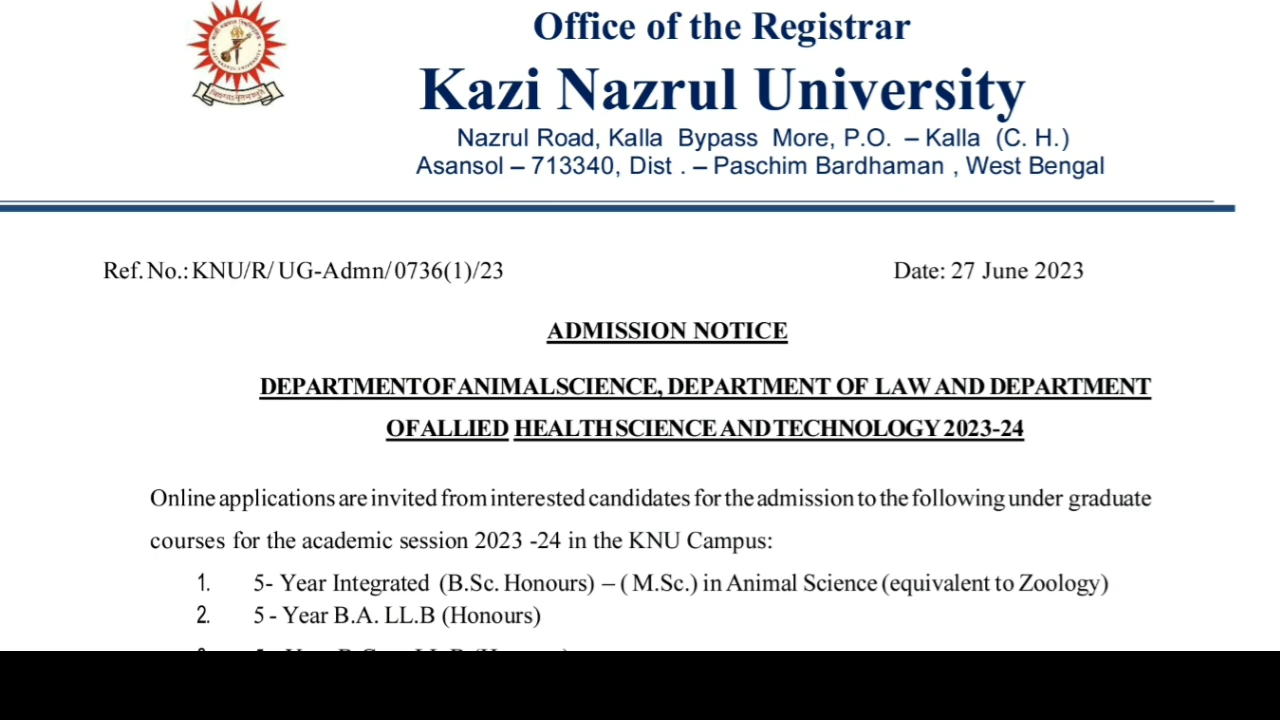 Office of the Registrar
Kazi Nazrul University
Nazrul Road, Kalla Bypass More, P.O. – Kalla (C. H.)
Asansol – 713340, Dist . – Paschim Bardhaman , West Bengal
Ref. No.: KNU/R/ UG-Admn/ 0736(1)/23
Date: 27 June 2023
ADMISSION NOTICE
DEPARTMENT OF ANIMAL SCIENCE, DEPARTMENT OF LAW AND DEPARTMENT
OF ALLIED HEALTH SCIENCE AND TECHNOLOGY 2023-24
Online applications are invited from interested candidates for the admission to the following under graduate
courses for the academic session 2023 -24 in the KNU Campus:
1. 5- Year Integrated (B.Sc. Honours) – ( M.Sc.) in Animal Science (equivalent to Zoology)
2. 5 - Year B.A. LL.B (Honours)